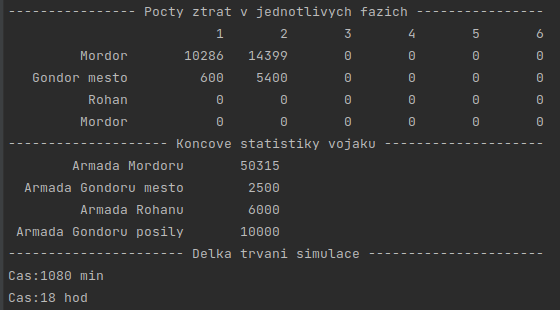 ---------------- Pocty ztrat v jednotlivych fazich ----------------
1 2 3 4 5 6
Mordor 10286 14399 0 0 0 0
Gondor mesto 600 5400 0 0 0 0
Rohan 0 0 0 0 0 0
Mordor 0 0 0 0 0 0
-------------------- Koncove statistiky vojaku --------------------
Armada Mordoru 50315
Armada Gondoru mesto 2500
Armada Rohanu 6000
Armada Gondoru posily 10000
---------------------- Delka trvani simulace ----------------------
Cas:1080 min
Cas:18 hod